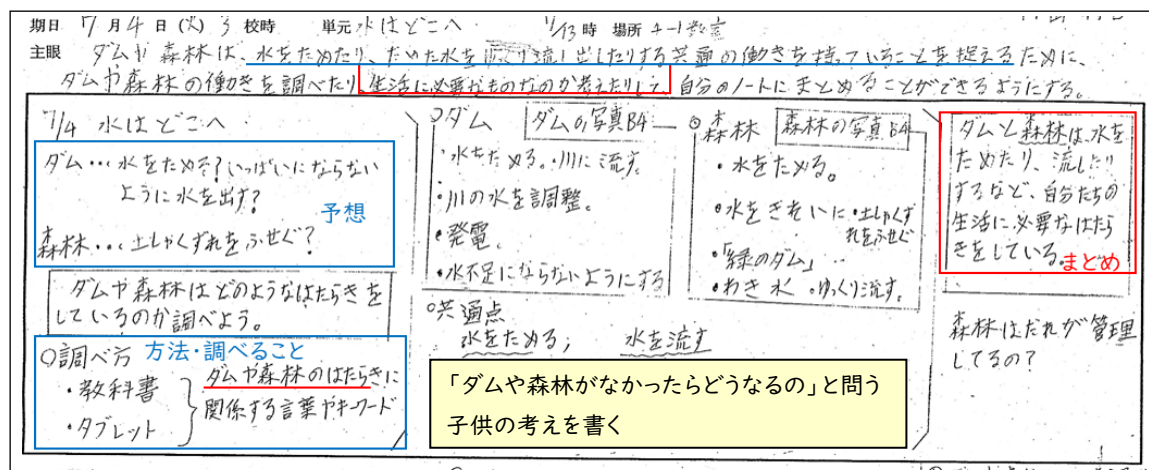 期日 7月4日(火)3校時 単元 水はどこへ 7/13時 場所 4-1教室
主眼 ダムや森林は、水をためたり、ためた水をゆっくり流し出したりする共通の働きを持っていることを捉えるために、
ダムや森林の働きを調べたり、生活に必要なものなのか考えたりして、自分のノートにまとめることができるようにする。
7/4 水はどこへ
ダム…水をためる?いっぱいにならない
ように水を出す?
予想
森林…土しゃくずれをふせぐ?
ダムや森林はどのようなはたらきを
しているのか調べよう。
○調べ方 方法・調べること
・教科書
・タブレット
ダムや森林のはたらきに
関係する言葉やキーワード
○ダム ダムの写真B4
・水をためる。・川に流す。
・川の水を調整。
・発電。
・水不足にならないようにする
◎森林 森林の写真B4
・水をためる。
・水をきれいに ・土しゃくず
れをふせぐ
・「緑のダム」
・わき水 ・ゆっくり流す。
○共通点
水をためる; 水を流す
「ダムや森林がなかったらどうなるの」と問う
子供の考えを書く
ダムと森林は、水を
ためたり、流したり
するなど、自分たちの
生活に必要なはたら
きをしている。
まとめ
森林はだれが管理
してるの?